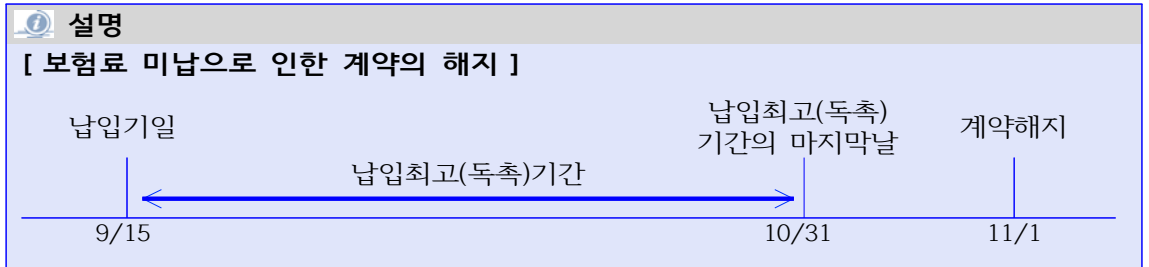 설명
[ 보험료 미납으로 인한 계약의 해지 ]
납입기일
납입최고(독촉)
기간의 마지막날
계약해지
납입최고(독촉)기간
9/15
10/31
11/1